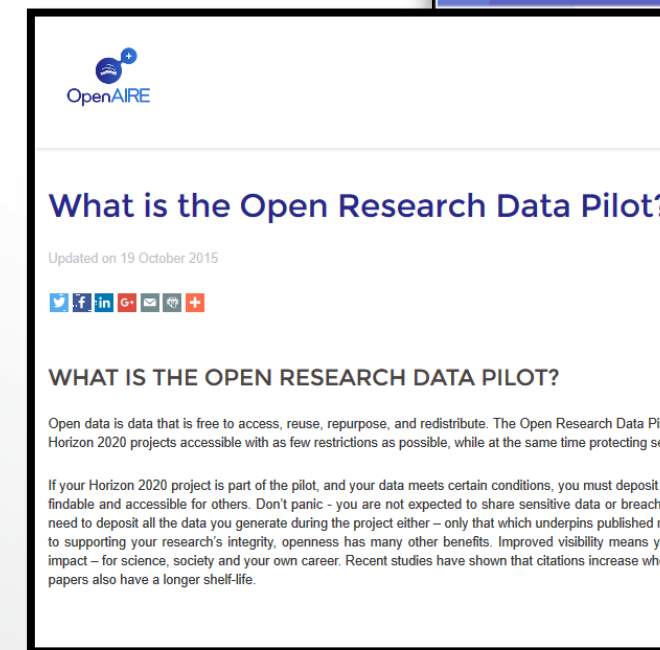 OpenAIRE
What is the Open Research Data Pilot?
Updated on 19 October 2015
WHAT IS THE OPEN RESEARCH DATA PILOT?
Open data is data that is free to access, reuse, repurpose, and redistribute. The Open Research Data
Horizon 2020 projects accessible with as few restrictions as possible, while at the same time protecting
If your Horizon 2020 project is part of the pilot, and your data meets certain conditions, you must deposit
findable and accessible for others. Don't panic - you are not expected to share sensitive data or breach
need to deposit all the data you generate during the project either – only that which underpins published
to supporting your research's integrity, openness has many other benefits. Improved visibility means
impact – for science, society and your own career. Recent studies have shown that citations increase
papers also have a longer shelf-life.